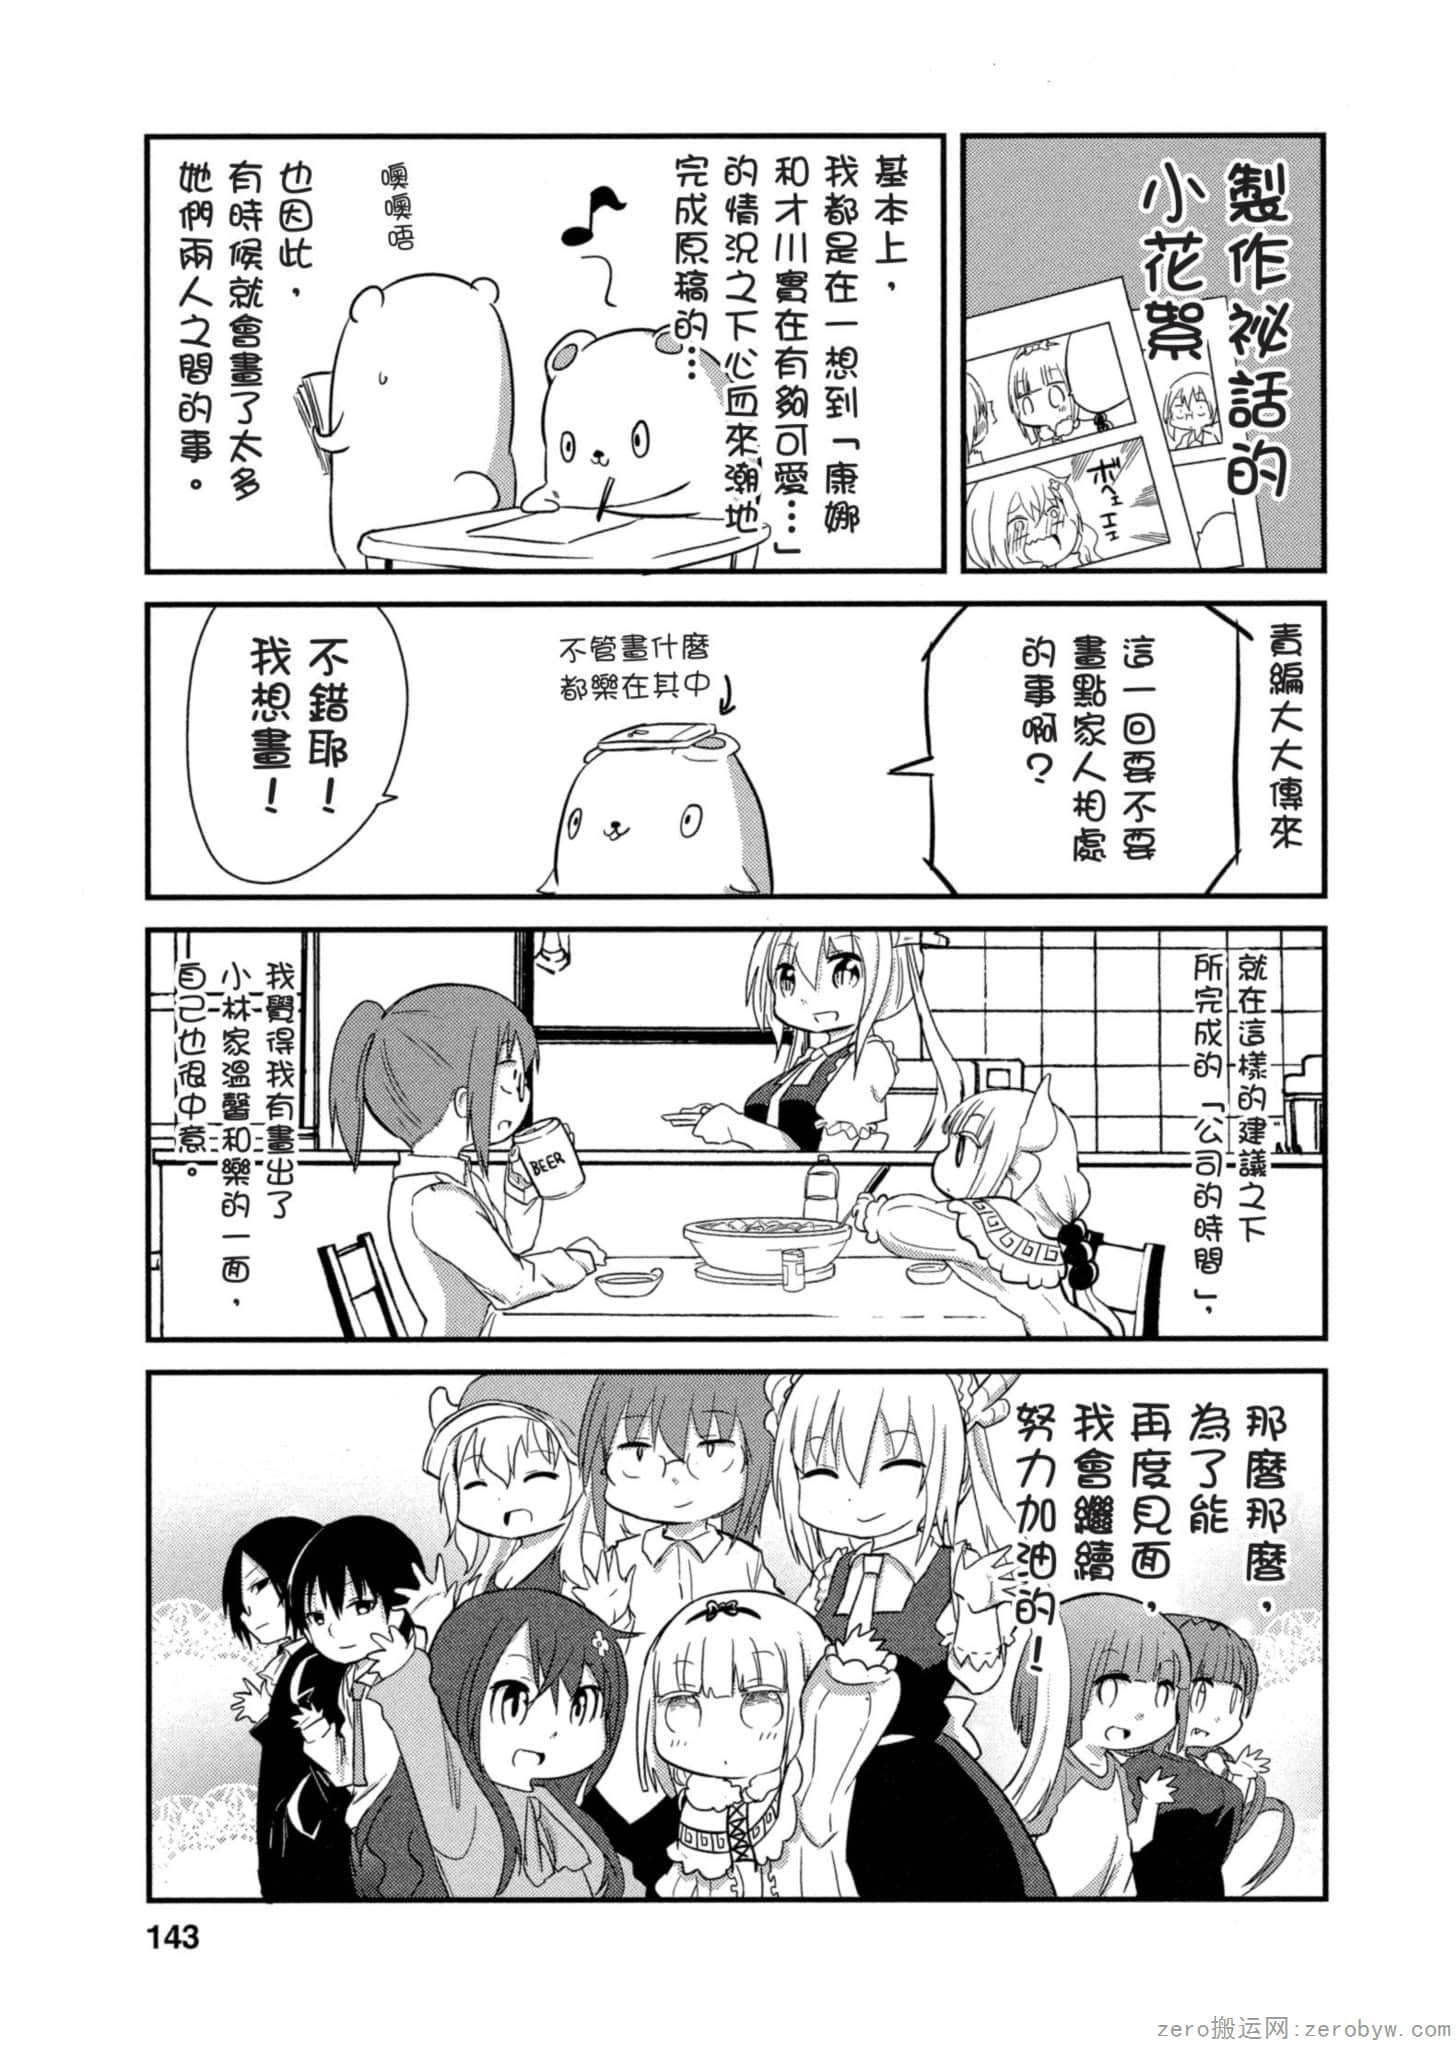 製作祕話的
小花絮
ボヘェェェ
基本上，
我都是在一想到「康娜
和才川實在有夠可愛…」
的情況之下心血來潮地
完成原稿的…
噢噢唔
也因此，
有時候就會畫了太多
她們兩人之間的事。
責編大大傳來
這一回要不要
畫點家人相處
的事啊？
不管畫什麼
都樂在其中
不錯耶！
我想畫！
就在這樣的建議之下
所完成的「公司的時間」，
BEER
我覺得我有畫出了
小林家溫馨和樂的一面，
自己也很中意。
那麼那麼，
為了能
再度見面，
我會繼續
努力加油的！
143
zero搬运网:zerobyw.com